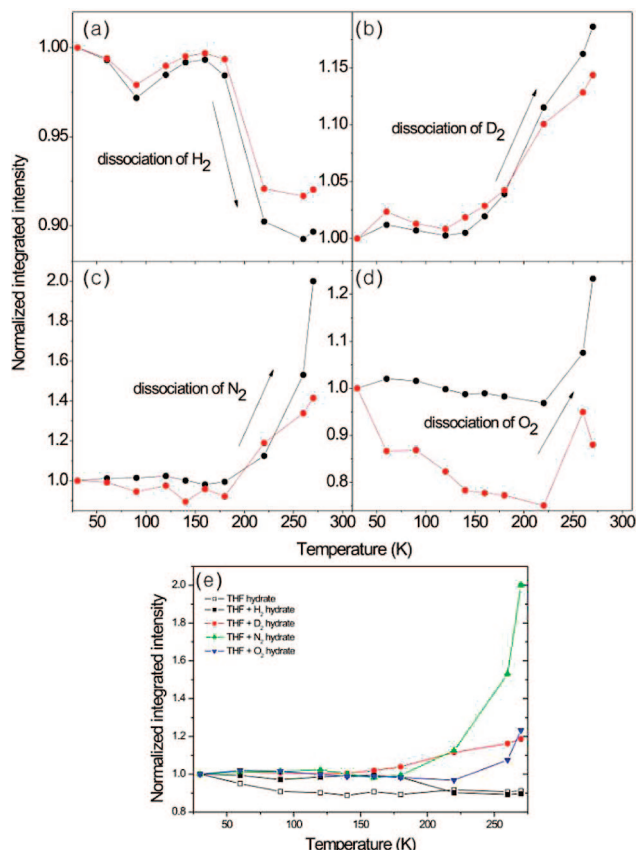 (a)
1.00
0.95
0.90
dissociation of H2
(b)
1.15
1.10
1.05
1.00
dissociation of D2
Normalized integrated intensity
(c)
2.0
1.8
1.6
1.4
1.2
1.0
dissociation of N2
50 100 150 200 250 300
Temperature (K)
(d)
1.2
1.1
1.0
0.9
0.8
dissociation of O2
50 100 150 200 250 300
Temperature (K)
(e)
THF hydrate
THF + H2 hydrate
THF + D2 hydrate
THF + N2 hydrate
THF + O2 hydrate
2.0
1.8
1.6
1.4
1.2
1.0
0.8
Normalized integrated intensity
50 100 150 200 250
Temperature (K)